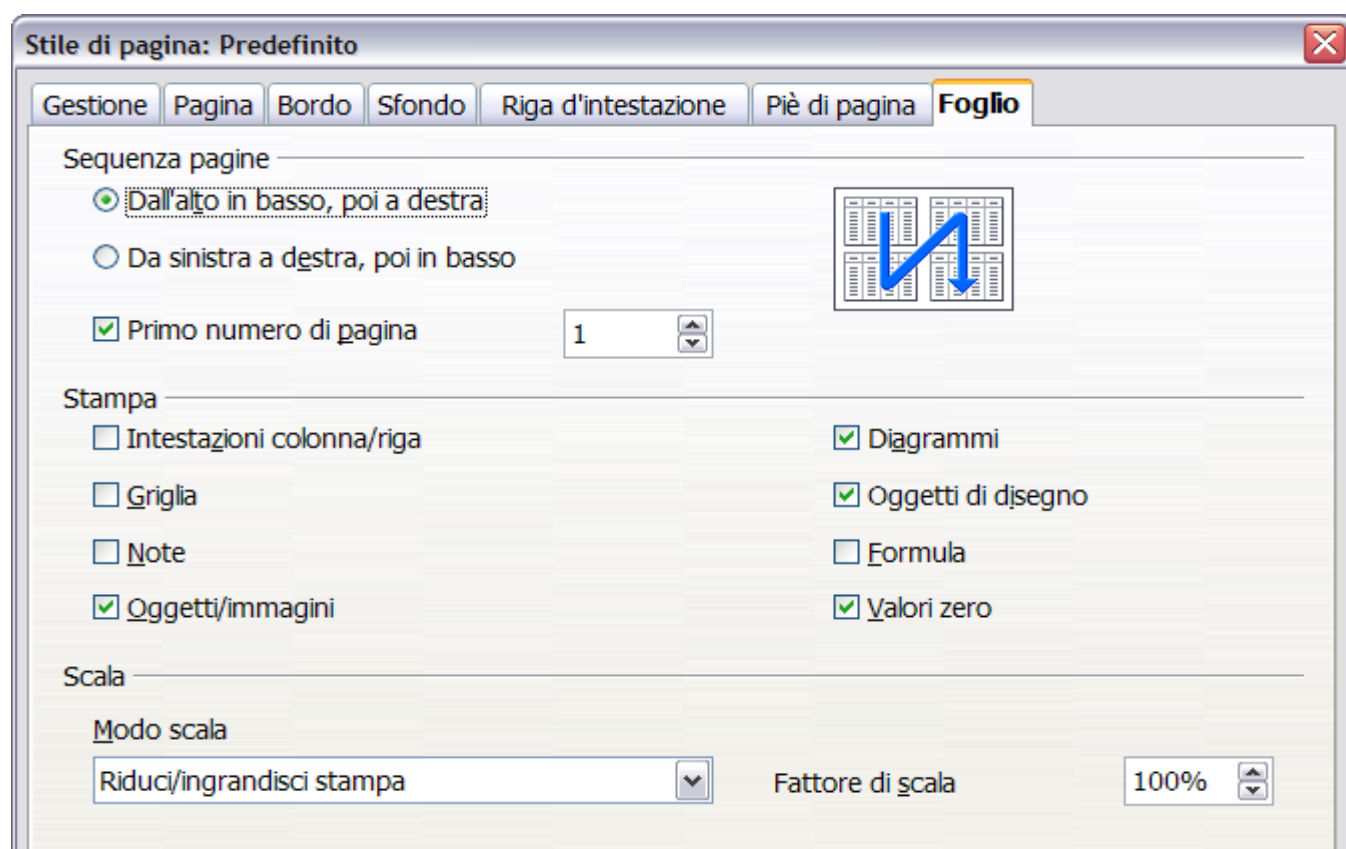 Stile di pagina: Predefinito
Gestione Pagina Bordo Sfondo Riga d'intestazione Piè di pagina Foglio
Sequenza pagine
Dall'alto in basso, poi a destra
Da sinistra a destra, poi in basso
Primo numero di pagina 1
Stampa
Intestazioni colonna/riga Diagrammi
Griglia Oggetti di disegno
Note Formula
Oggetti/immagini Valori zero
Scala
Modo scala
Riduci/ingrandisci stampa Fattore di scala 100%